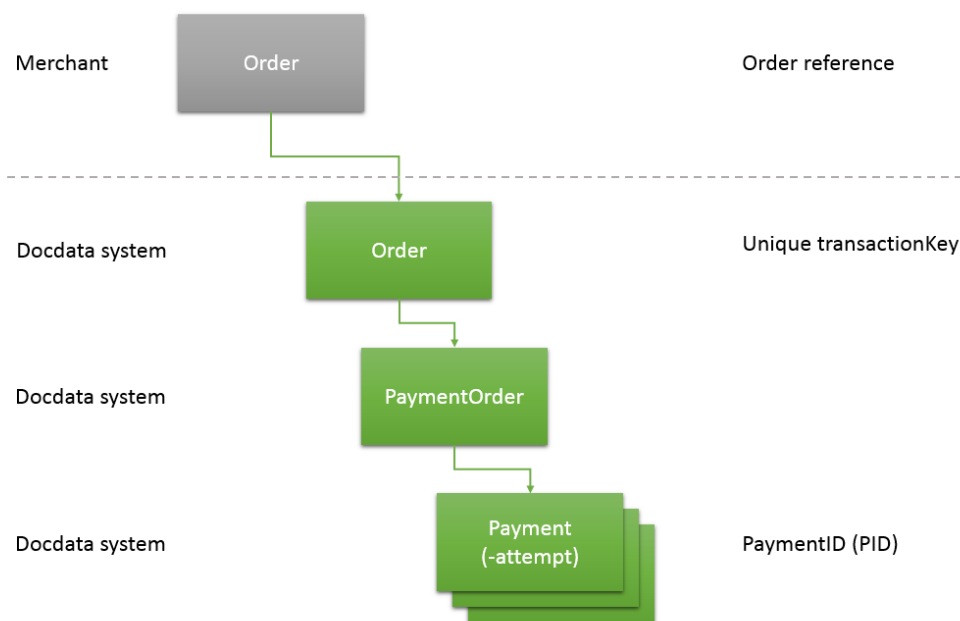 Merchant
Order
Order reference
Docdata system
Order
Unique transactionKey
Docdata system
PaymentOrder
Docdata system
Payment
(-attempt)
PaymentID (PID)